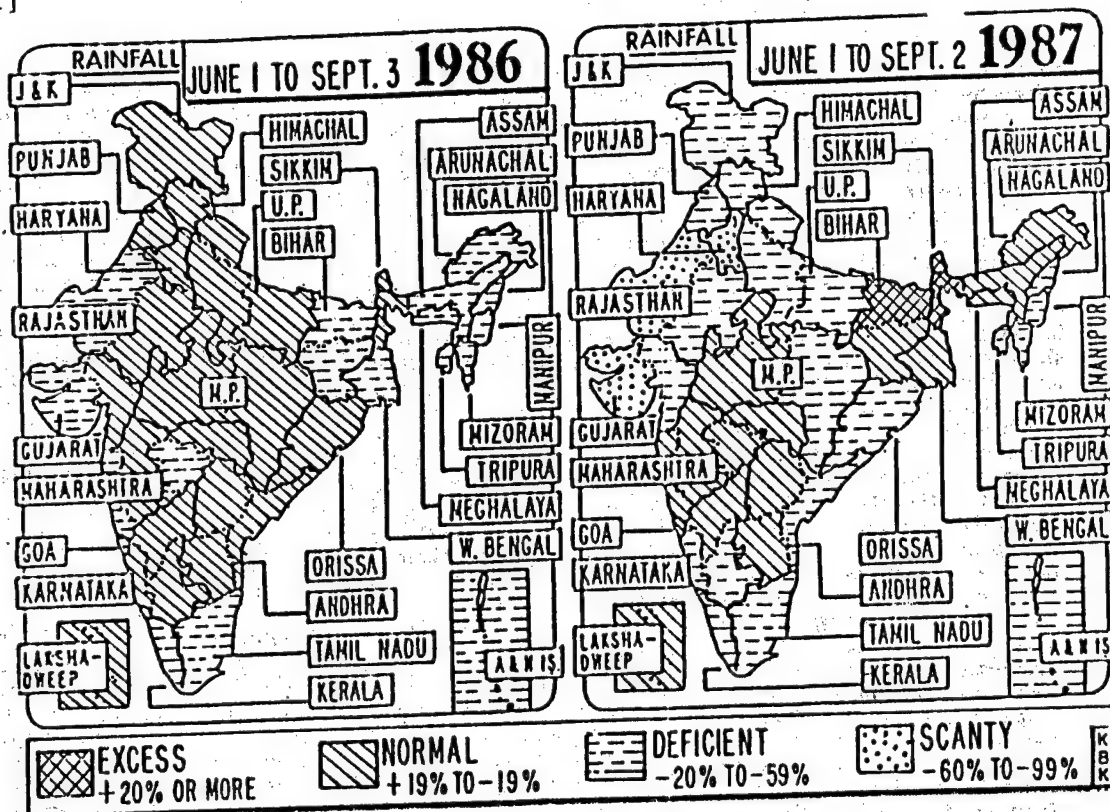 RAINFALL
JUNE 1 TO SEPT. 3 1986
J & K
HIMACHAL
ASSAM
PUNJAB
SIKKIM
ARUNACHAL
HARYANA
U.P.
NAGALAND
BIHAR
RAJASTHAN
M.P.
MANIPUR
GUJARAT
MIZORAM
MAHARASHTRA
TRIPURA
MEGHALAYA
GOA
ORISSA
W. BENGAL
KARNATAKA
ANDHRA
LAKSHA-
DWEEP
TAMIL NADU
A & N IS.
KERALA
RAINFALL
JUNE 1 TO SEPT. 2 1987
J & K
HIMACHAL
ASSAM
PUNJAB
SIKKIM
ARUNACHAL
HARYANA
U.P.
NAGALAND
BIHAR
RAJASTHAN
M.P.
MANIPUR
GUJARAT
MIZORAM
MAHARASHTRA
TRIPURA
MEGHALAYA
GOA
W. BENGAL
KARNATAKA
ORISSA
ANDHRA
LAKSHA-
DWEEP
TAMIL NADU
A & N IS
KERALA
EXCESS
+20% OR MORE
NORMAL
+19% TO -19%
DEFICIENT
-20% TO -59%
SCANTY
-60% TO -99%
K
B
K